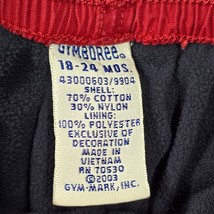 GYMBOREE
18-24 MOS.
43000603/9904
SHELL:
70% COTTON
30% NYLON
LINING:
100% POLYESTER
EXCLUSIVE OF
DECORATION
MADE IN
VIETNAM
RN 70530
©2003
GYM-MARK, INC.